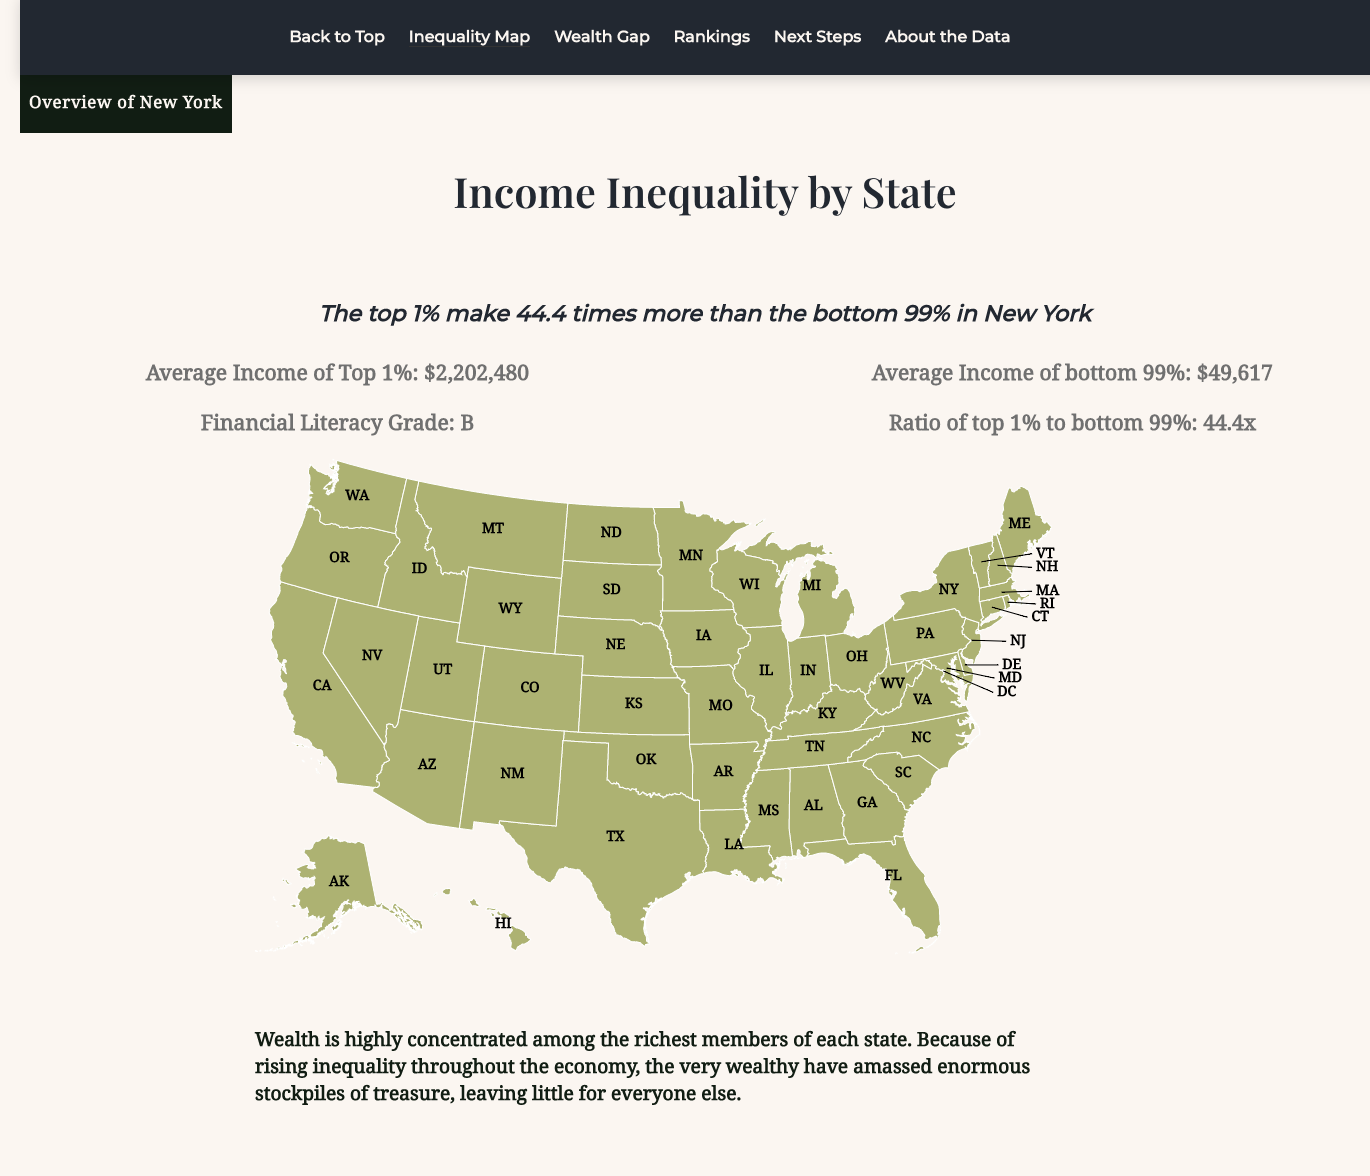 Back to Top Inequality Map Wealth Gap Rankings Next Steps About the Data
Overview of New York
Income Inequality by State
The top 1% make 44.4 times more than the bottom 99% in New York
Average Income of Top 1%: $2,202,480
Average Income of bottom 99%: $49,617
Financial Literacy Grade: B
Ratio of top 1% to bottom 99%: 44.4x
WA
MT
ND
ME
OR
ID
MN
VT
NH
SD
WI
MI
NY
MA
WY
RI
CT
NE
IA
PA
NJ
NV
UT
IL
IN
OH
DE
MD
DC
CA
CO
WV
KS
MO
VA
KY
NC
TN
AZ
NM
OK
AR
SC
MS
AL
GA
TX
LA
FL
AK
HI
Wealth is highly concentrated among the richest members of each state. Because of
rising inequality throughout the economy, the very wealthy have amassed enormous
stockpiles of treasure, leaving little for everyone else.